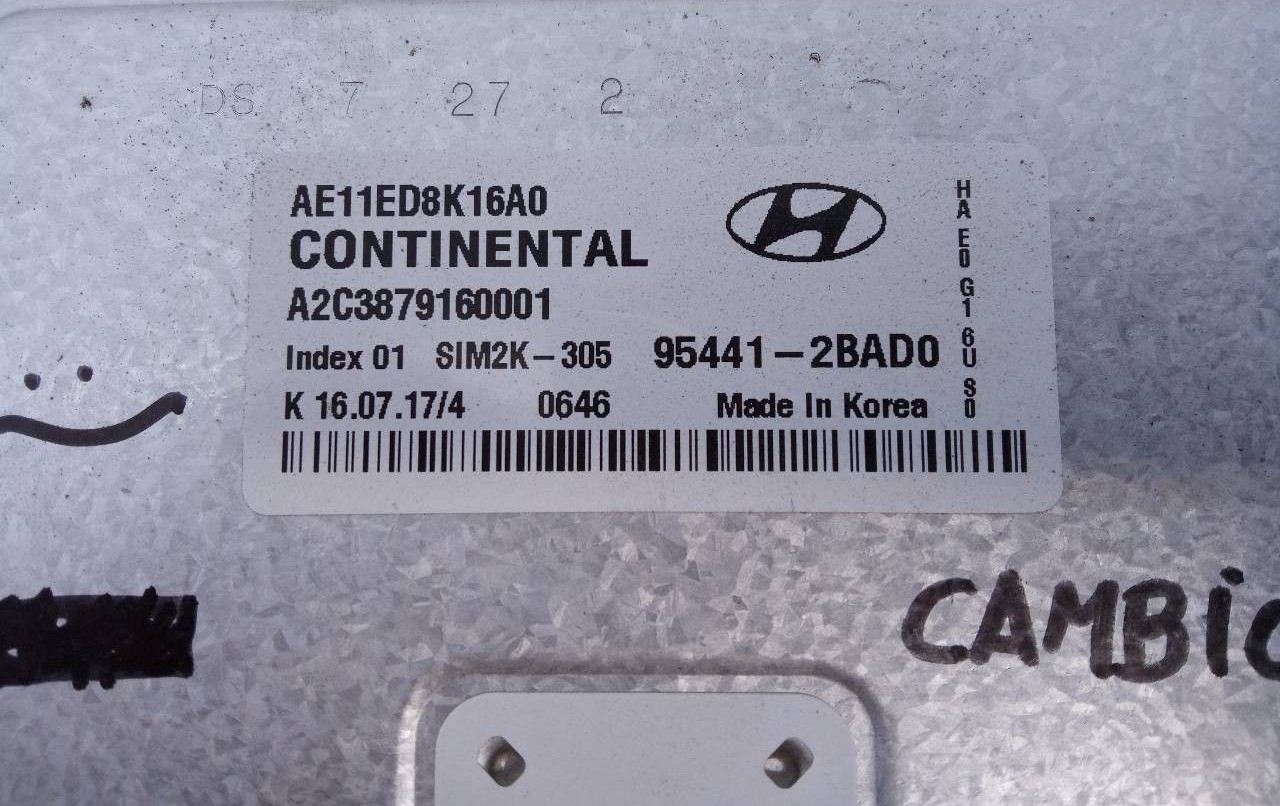 DS 7 27 2
AE11ED8K16A0
CONTINENTAL
A2C3879160001
Index 01 SIM2K-305 95441-2BAD0
K 16.07.17/4 0646 Made In Korea
HA E0 G1 6U S0
CAMBIO